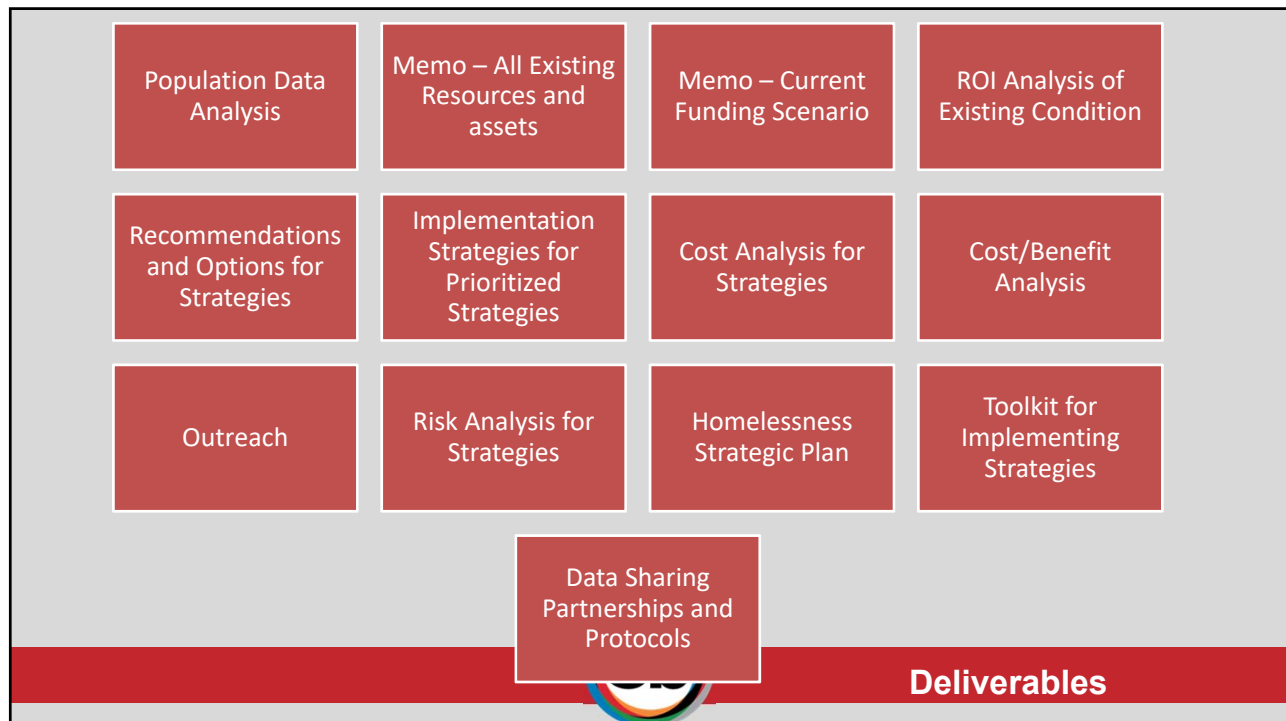 Population Data
Analysis
Memo – All Existing
Resources and
assets
Memo – Current
Funding Scenario
ROI Analysis of
Existing Condition
Recommendations
and Options for
Strategies
Implementation
Strategies for
Prioritized
Strategies
Cost Analysis for
Strategies
Cost/Benefit
Analysis
Outreach
Risk Analysis for
Strategies
Homelessness
Strategic Plan
Toolkit for
Implementing
Strategies
Data Sharing
Partnerships and
Protocols
Deliverables